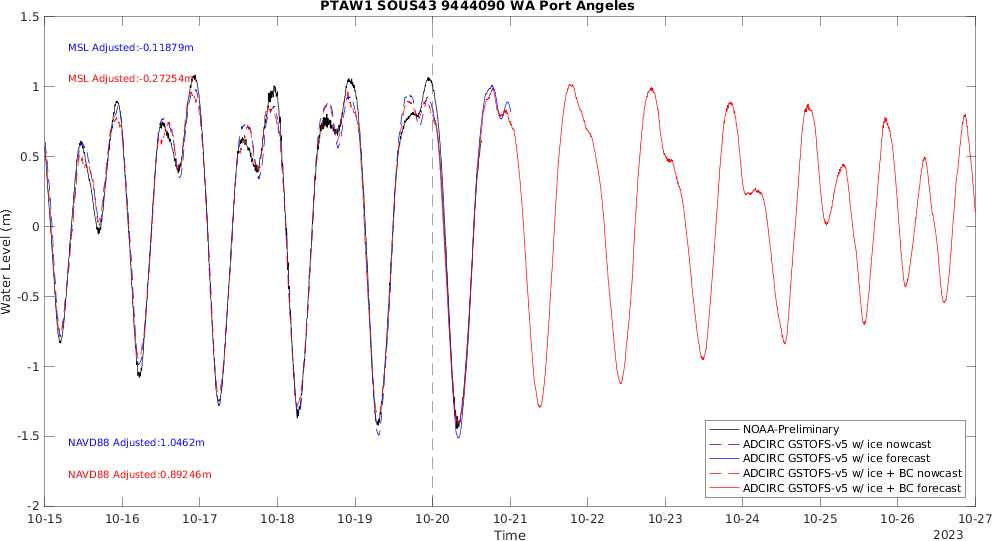 PTAW1 SOUS43 9444090 WA Port Angeles
1.5
1
0.5
0
-0.5
-1
-1.5
-2
Water Level (m)
MSL Adjusted:-0.11879m
MSL Adjusted:-0.27254m
NAVD88 Adjusted:1.0462m
NAVD88 Adjusted:0.89246m
NOAA-Preliminary
ADCIRC GSTOFS-v5 w/ ice nowcast
ADCIRC GSTOFS-v5 w/ ice forecast
ADCIRC GSTOFS-v5 w/ ice + BC nowcast
ADCIRC GSTOFS-v5 w/ ice + BC forecast
10-15 10-16 10-17 10-18 10-19 10-20 10-21 10-22 10-23 10-24 10-25 10-26 10-27
Time
2023